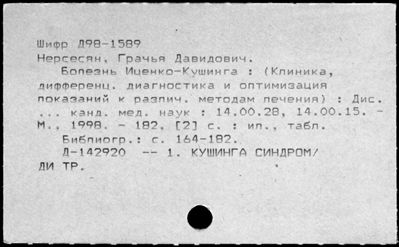 Шифр Д98-1589
Нерсесян, Грачья Давидович.
Болезнь Иценко-Кушинга : (Клиника,
дифференц. диагностика и оптимизация
показаний к различ. методам лечения) : Дис.
... канд. мед. наук : 14.00.28, 14.00.15. -
М., 1998. - 182, [2] с. : ил., табл.
Библиогр.: с. 164-182.
Д-142920 -- 1. КУШИНГА СИНДРОМ/
ДИ ТР.